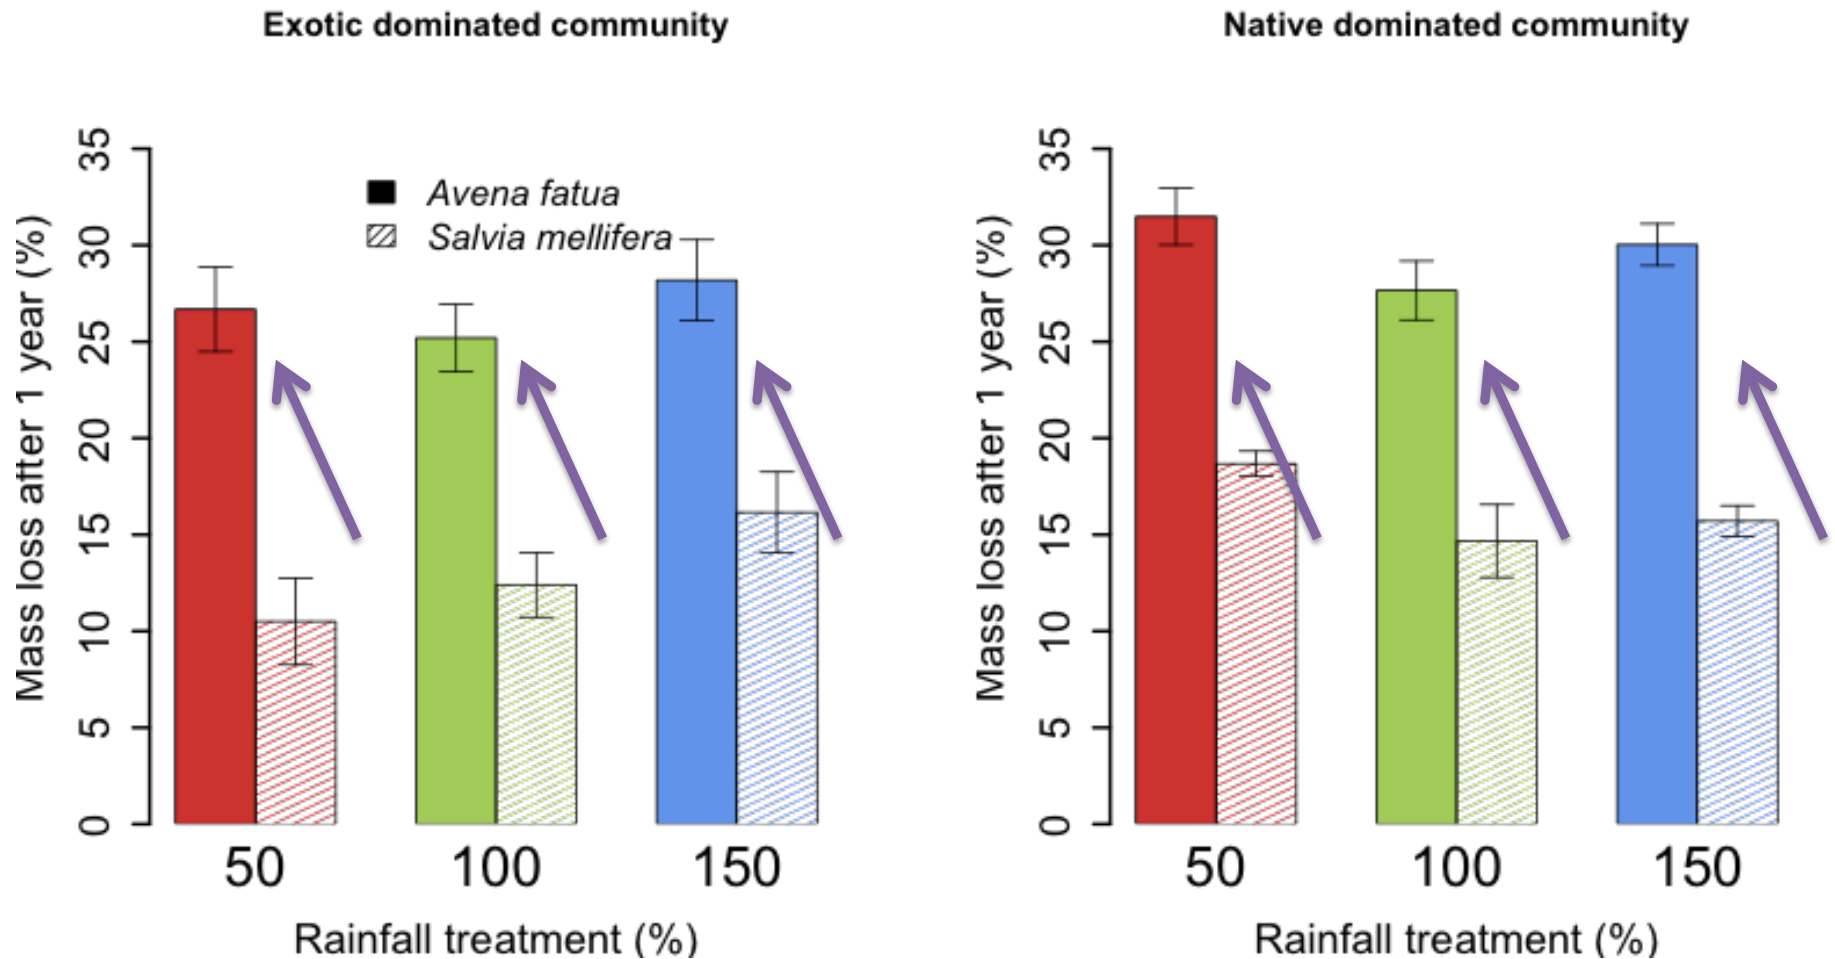 Exotic dominated community
Mass loss after 1 year (%)
35
30
25
20
15
10
5
0
Avena fatua
Salvia mellifera
50 100 150
Rainfall treatment (%)
Native dominated community
Mass loss after 1 year (%)
35
30
25
20
15
10
5
0
50 100 150
Rainfall treatment (%)